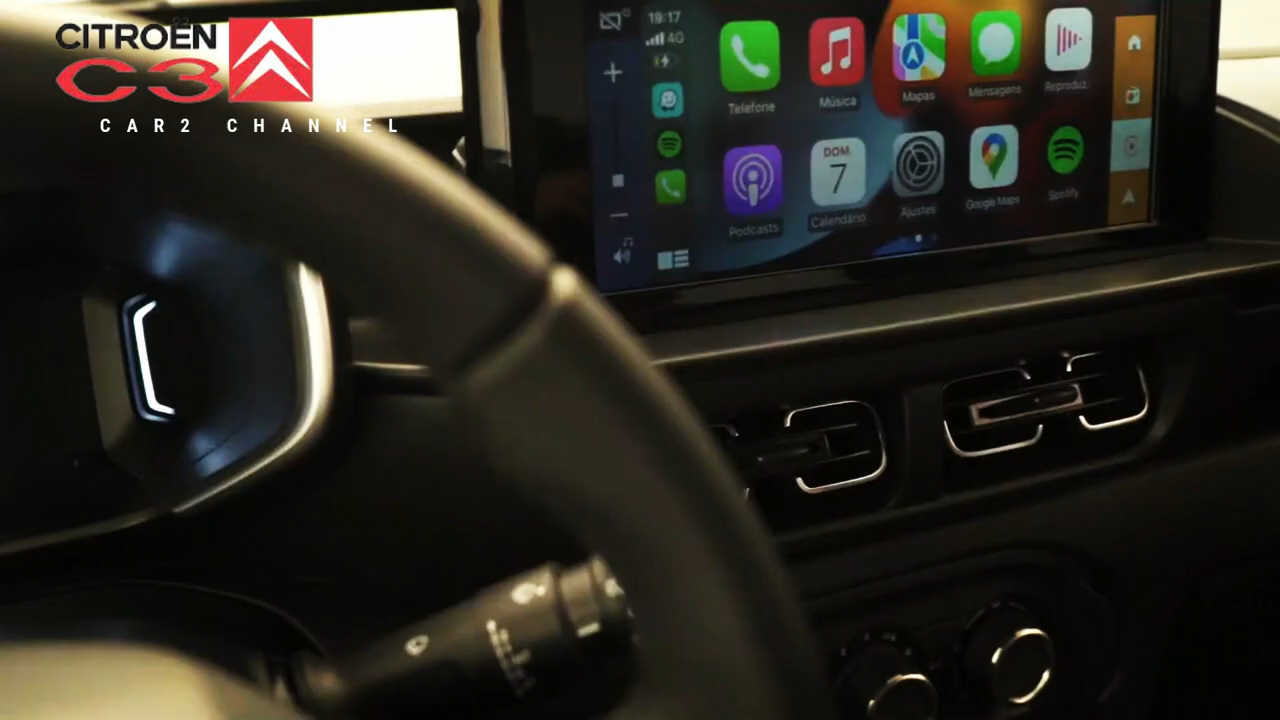 CITROËN
C3
CAR2 CHANNEL
19:17
4G
Telefone
Música
Mapas
Mensagens
Reproduz.
DOM.
7
Podcasts
Calendário
Ajustes
Google Maps
Spotify